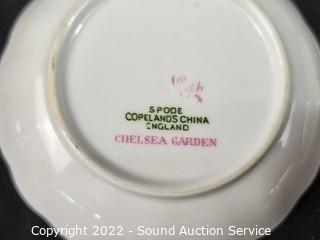 SPODE
COPELANDS CHINA
ENGLAND
CHELSEA GARDEN
Copyright 2022 - Sound Auction Service